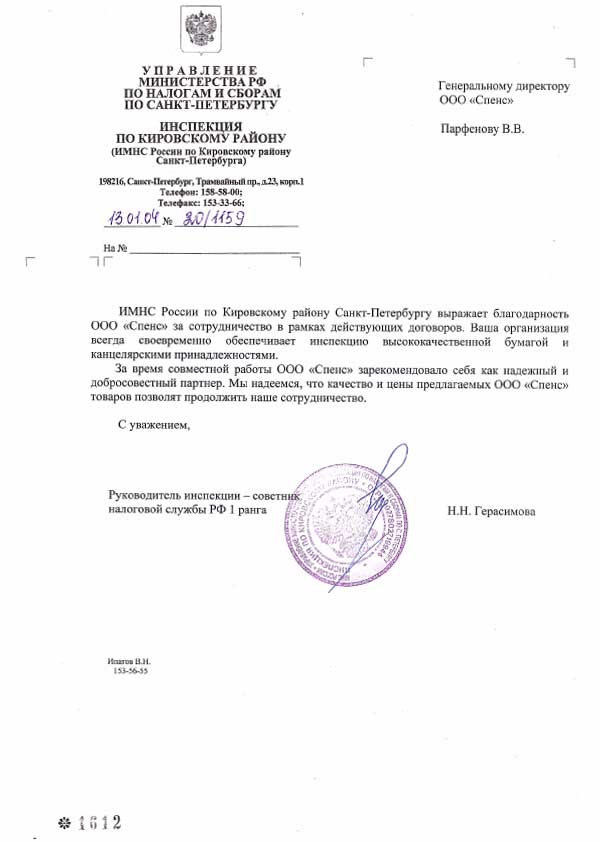 УПРАВЛЕНИЕ
МИНИСТЕРСТВА РФ
ПО НАЛОГАМ И СБОРАМ
ПО САНКТ-ПЕТЕРБУРГУ
ИНСПЕКЦИЯ
ПО КИРОВСКОМУ РАЙОНУ
(ИМНС России по Кировскому району
Санкт-Петербурга)
198216, Санкт-Петербург, Трамвайный пр., д.23, корп.1
Телефон: 158-58-00;
Телефакс: 153-33-66;
13.01.04 № 20/1159
На №
Генеральному директору
ООО «Спенс»
Парфенову В.В.
ИМНС России по Кировскому району Санкт-Петербургу выражает благодарность
ООО «Спенс» за сотрудничество в рамках действующих договоров. Ваша организация
всегда своевременно обеспечивает инспекцию высококачественной бумагой и
канцелярскими принадлежностями.
За время совместной работы ООО «Спенс» зарекомендовало себя как надежный и
добросовестный партнер. Мы надеемся, что качество и цены предлагаемых ООО «Спенс»
товаров позволят продолжить наше сотрудничество.
С уважением,
Руководитель инспекции – советник
налоговой службы РФ 1 ранга
Н.Н. Герасимова
ИНСПЕКЦИЯ ПО КИРОВСКОМУ РАЙОНУ
Ипатов В.Н.
153-56-55
1612